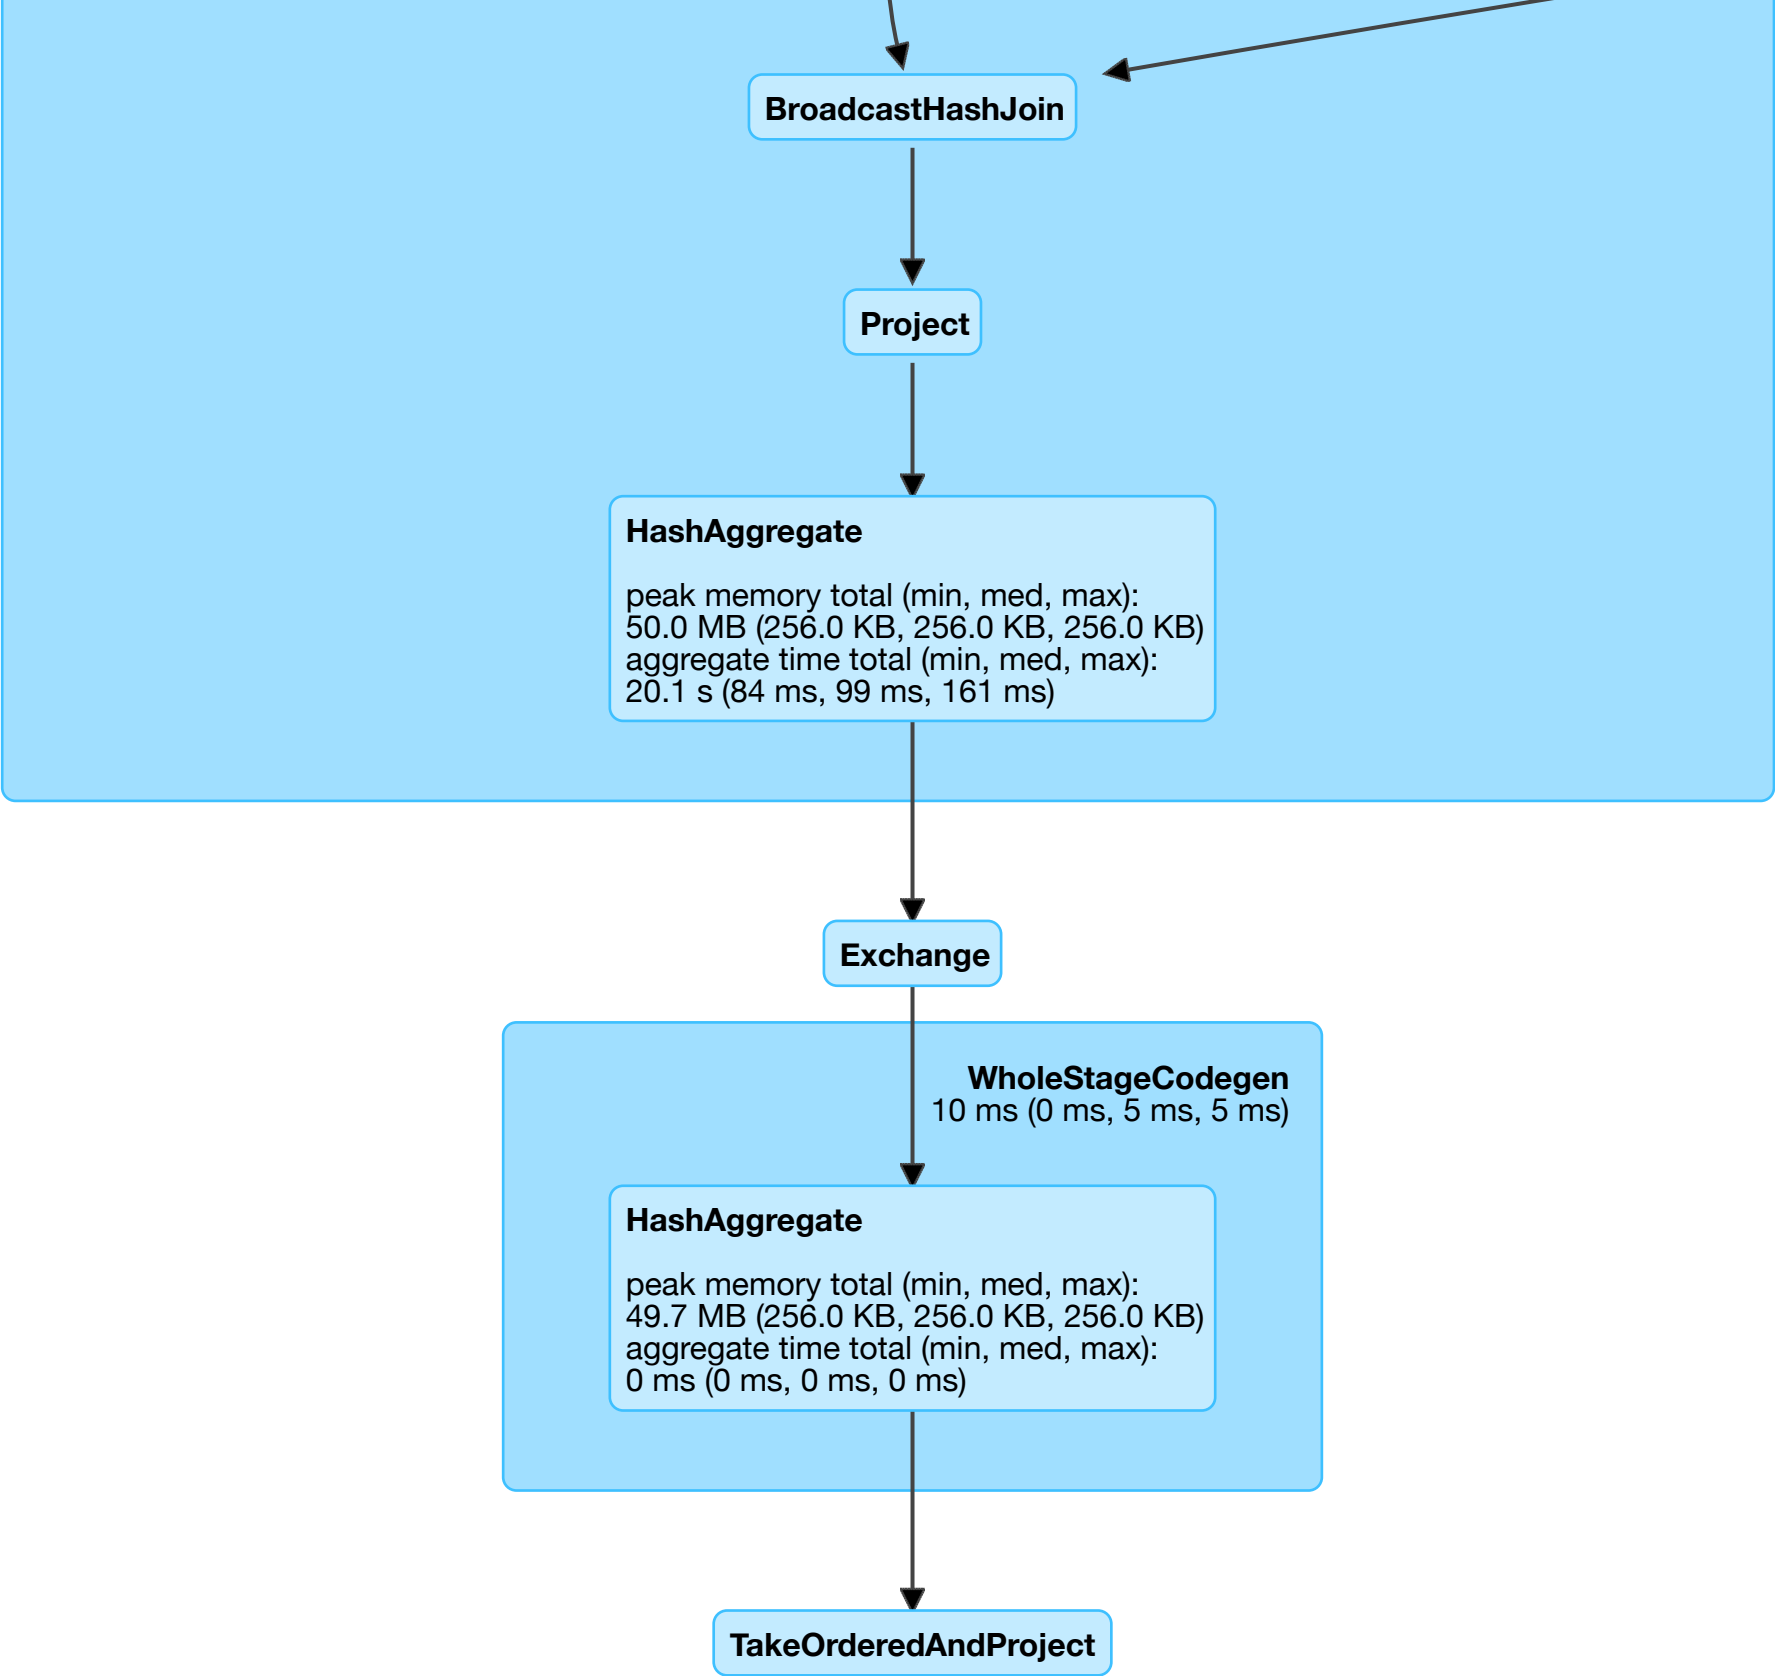 BroadcastHashJoin
Project
HashAggregate
peak memory total (min, med, max):
50.0 MB (256.0 KB, 256.0 KB, 256.0 KB)
aggregate time total (min, med, max):
20.1 s (84 ms, 99 ms, 161 ms)
Exchange
WholeStageCodegen
10 ms (0 ms, 5 ms, 5 ms)
HashAggregate
peak memory total (min, med, max):
49.7 MB (256.0 KB, 256.0 KB, 256.0 KB)
aggregate time total (min, med, max):
0 ms (0 ms, 0 ms, 0 ms)
TakeOrderedAndProject